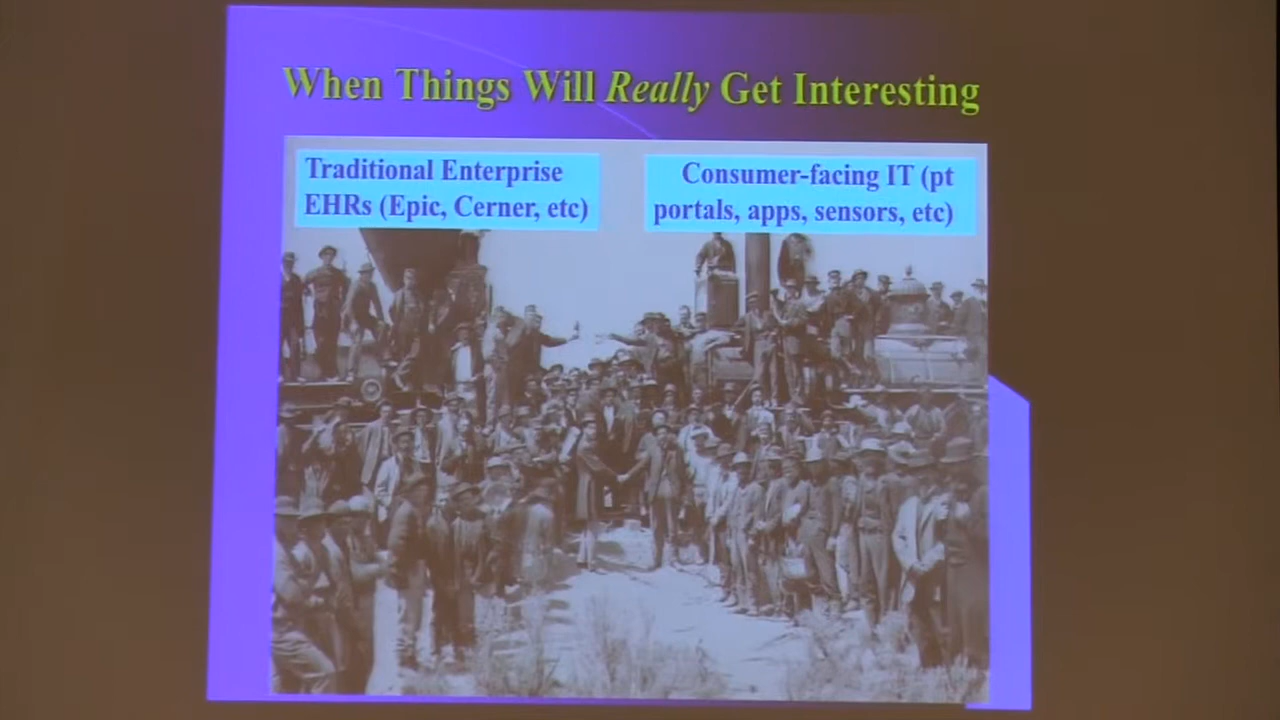 When Things Will Really Get Interesting
Traditional Enterprise
EHRs (Epic, Cerner, etc)
Consumer-facing IT (pt
portals, apps, sensors, etc)